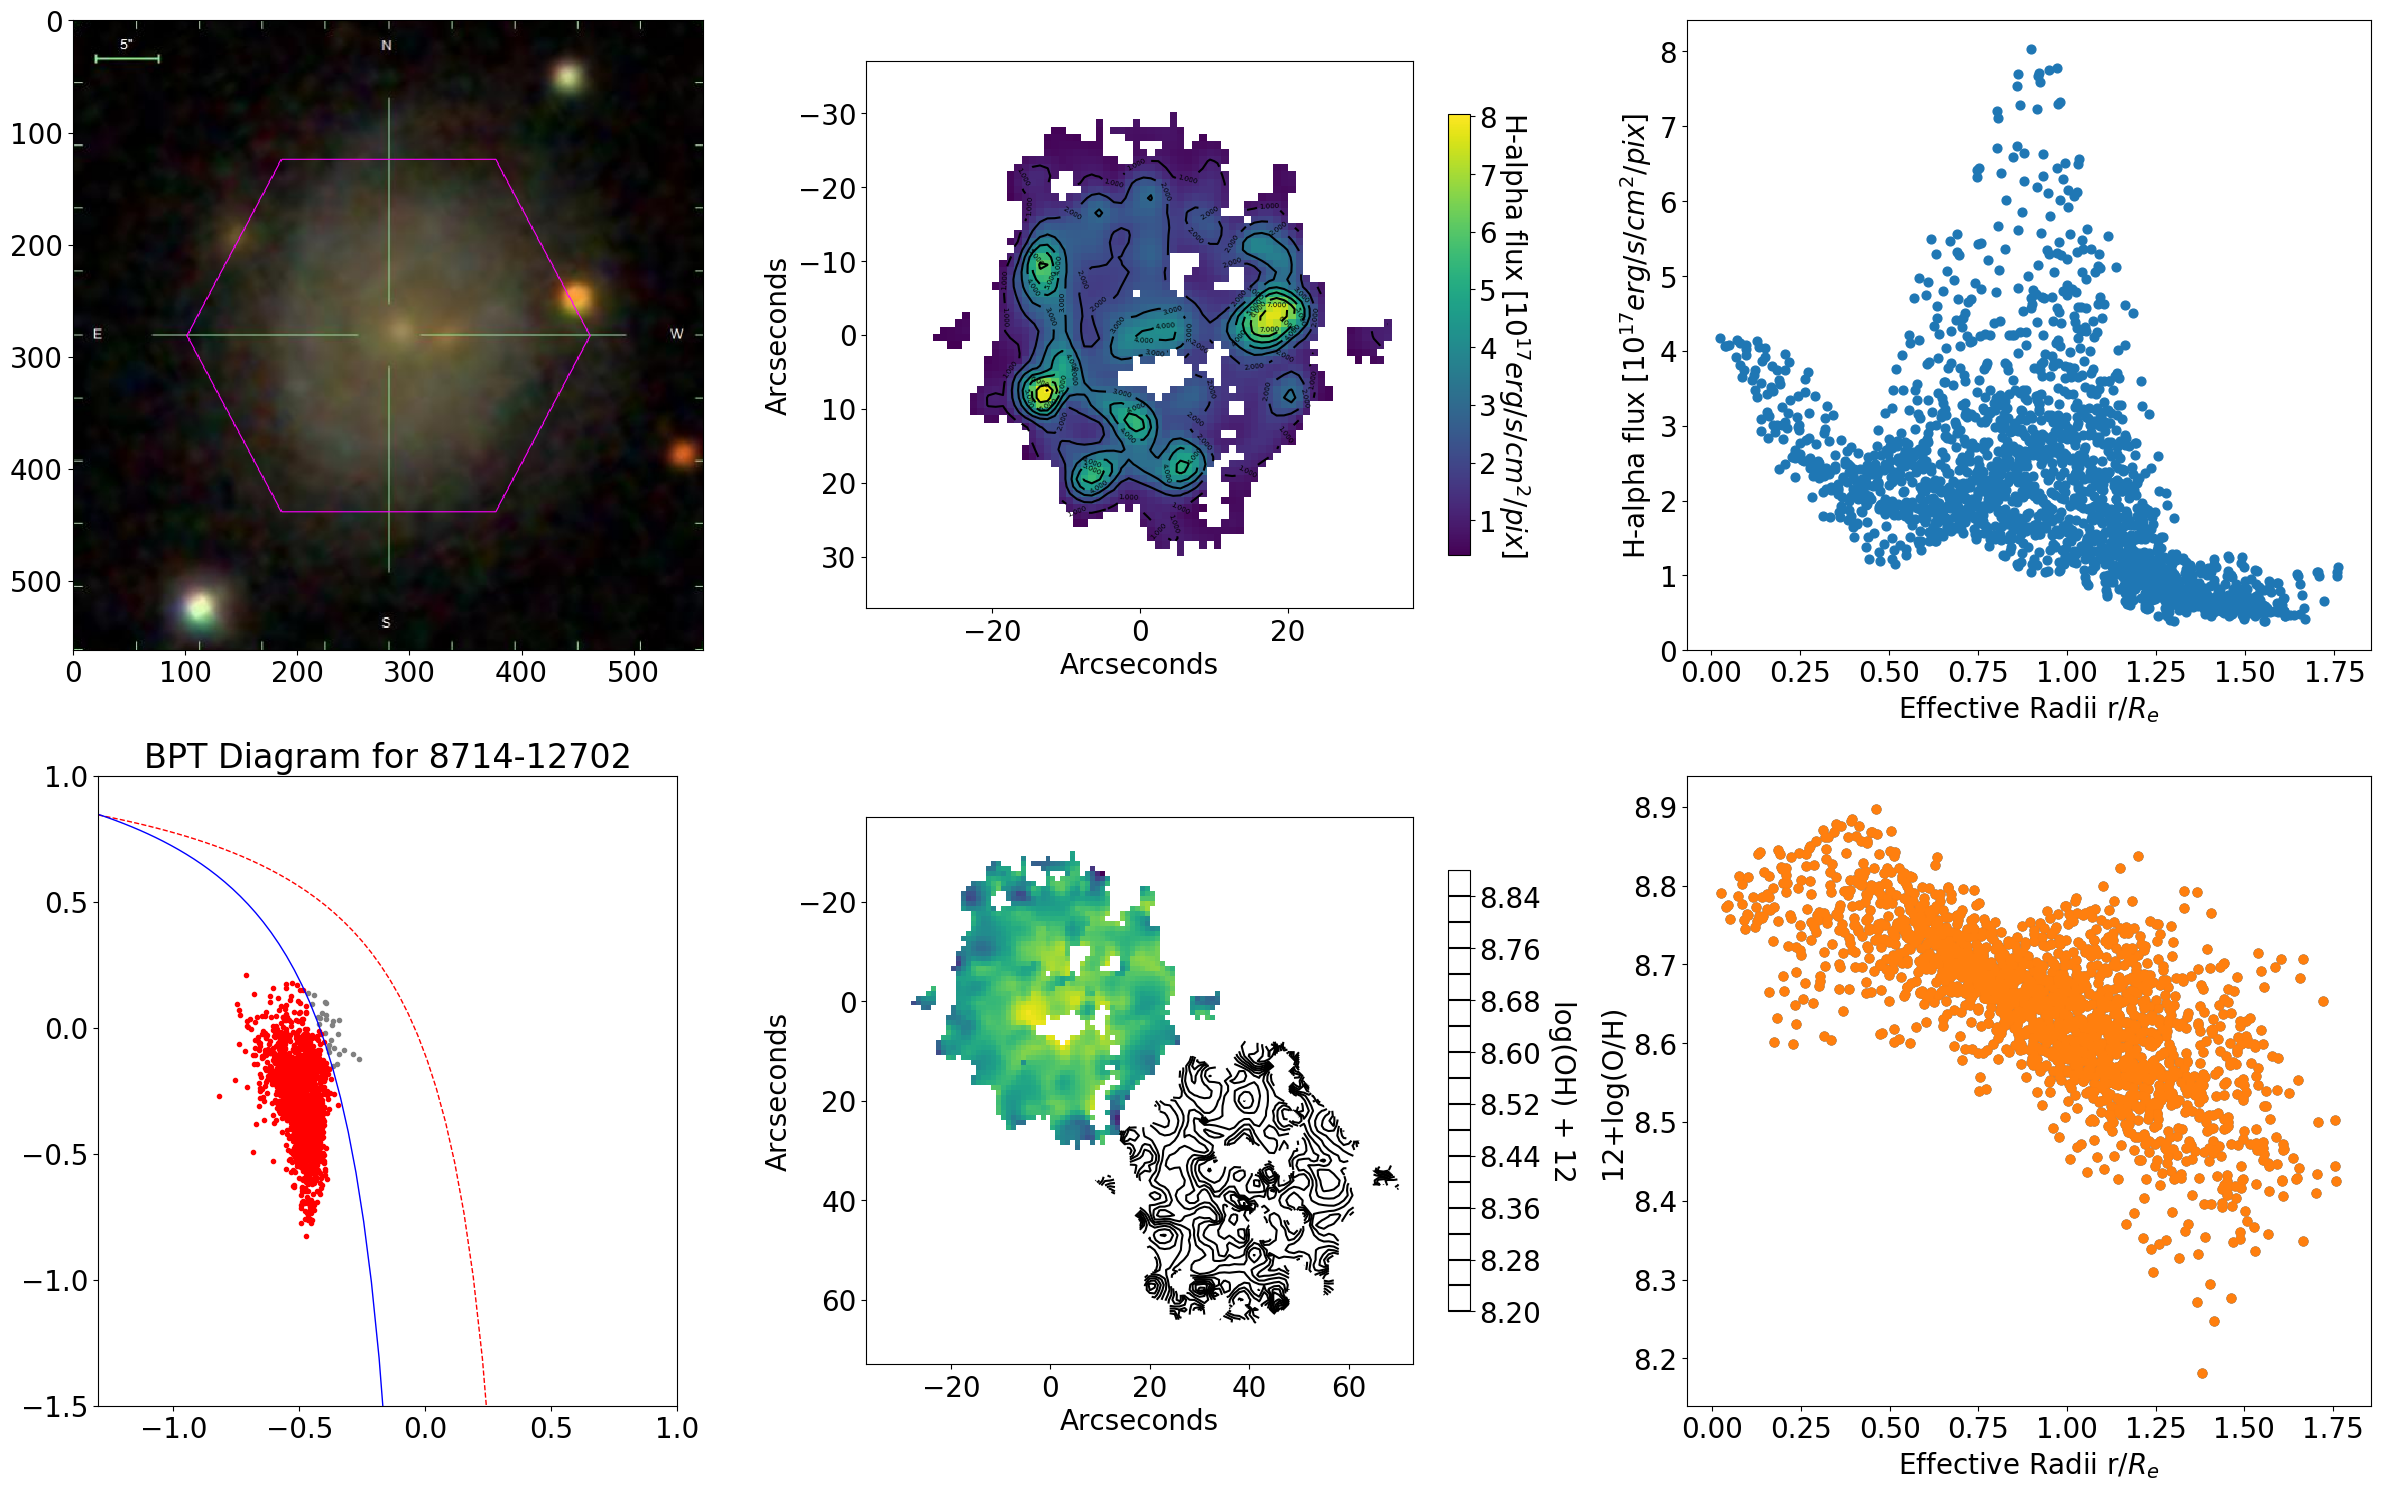 0
100
200
300
400
500
5"
N
E
W
S
0 100 200 300 400 500
−30
−20
−10
0
10
20
30
Arcseconds
−20 0 20
Arcseconds
8
7
6
5
4
3
2
1
H-alpha flux [10^17 erg/s/cm^2/pix]
8
7
6
5
4
3
2
1
0
H-alpha flux [10^17 erg/s/cm^2/pix]
0.00 0.25 0.50 0.75 1.00 1.25 1.50 1.75
Effective Radii r/R_e
BPT Diagram for 8714-12702
1.0
0.5
0.0
−0.5
−1.0
−1.5
−1.0 −0.5 0.0 0.5 1.0
−20
0
20
40
60
Arcseconds
−20 0 20 40 60
Arcseconds
8.84
8.76
8.68
8.60
8.52
8.44
8.36
8.28
8.20
log(OH) + 12
8.9
8.8
8.7
8.6
8.5
8.4
8.3
8.2
12+log(O/H)
0.00 0.25 0.50 0.75 1.00 1.25 1.50 1.75
Effective Radii r/R_e